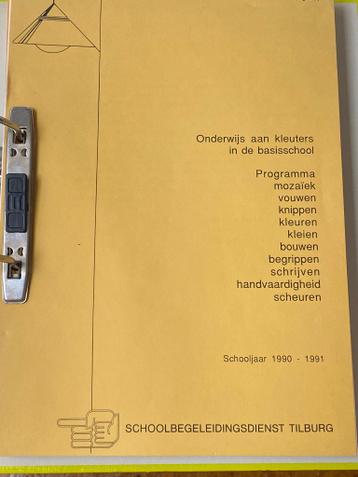 Onderwijs aan kleuters
in de basisschool
Programma
mozaïek
vouwen
knippen
kleuren
kleien
bouwen
begrippen
schrijven
handvaardigheid
scheuren
Schooljaar 1990 - 1991
SCHOOLBEGELEIDINGSDIENST TILBURG